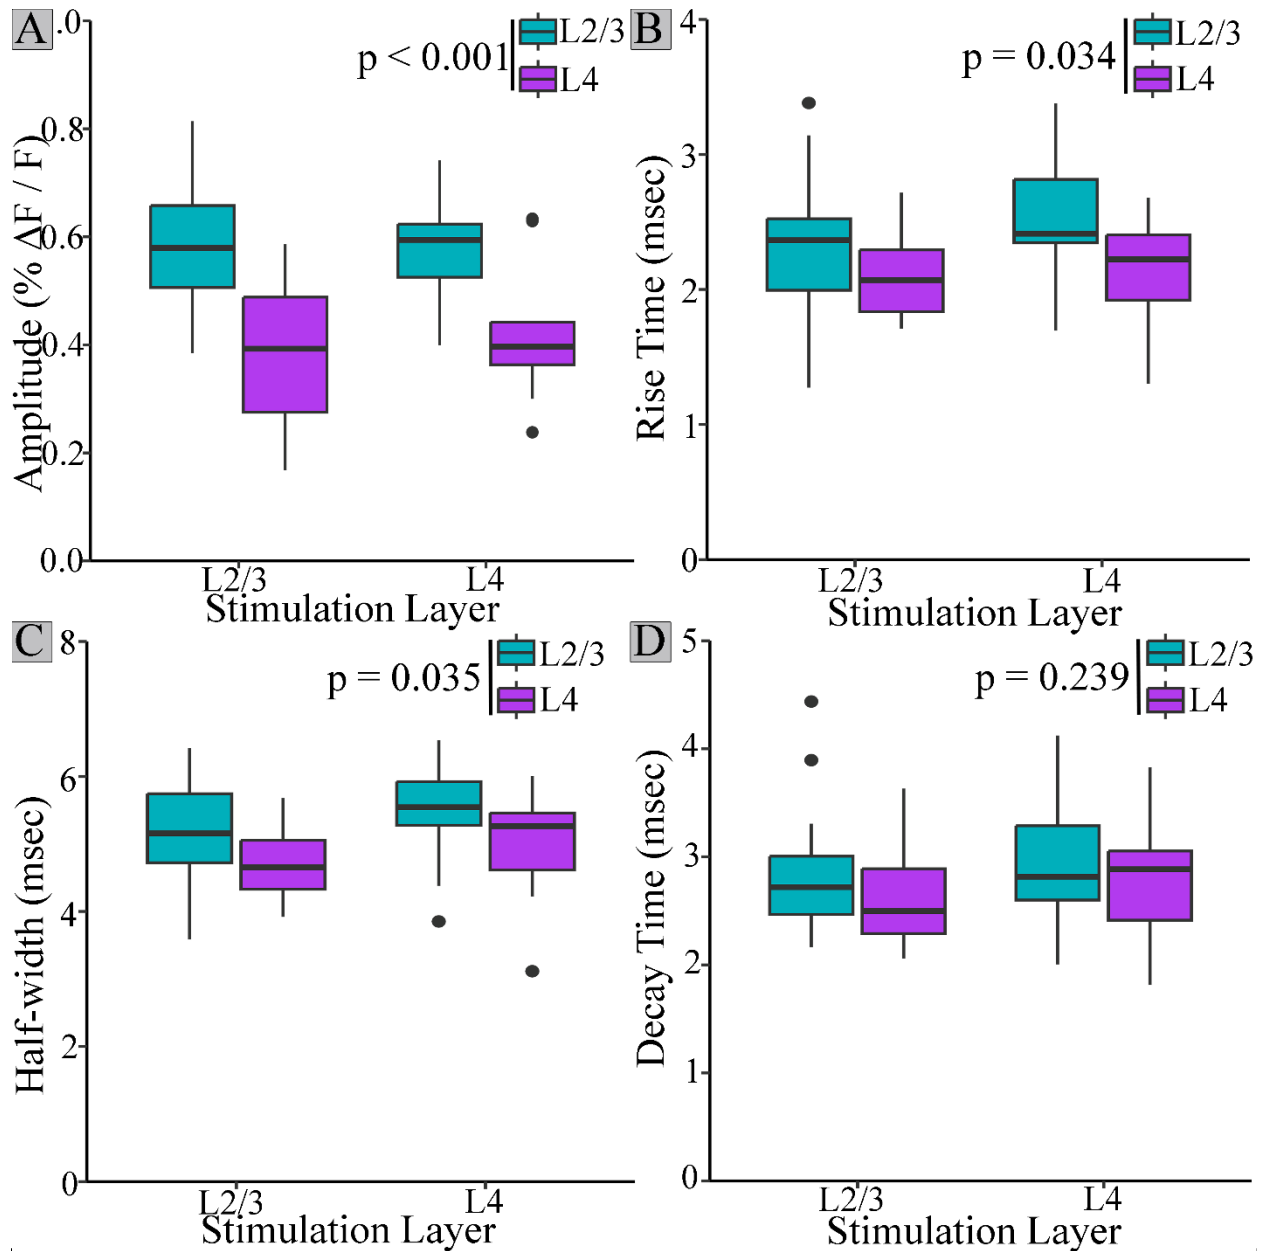 A
.0
0.8
0.6
0.4
0.2
0.0
Amplitude (% ΔF / F)
p < 0.001
L2/3
L4
L2/3
L4
Stimulation Layer
B
4
3
2
1
0
Rise Time (msec)
p = 0.034
L2/3
L4
L2/3
L4
Stimulation Layer
C
8
6
4
2
0
Half-width (msec)
p = 0.035
L2/3
L4
L2/3
L4
Stimulation Layer
D
5
4
3
2
1
0
Decay Time (msec)
p = 0.239
L2/3
L4
L2/3
L4
Stimulation Layer